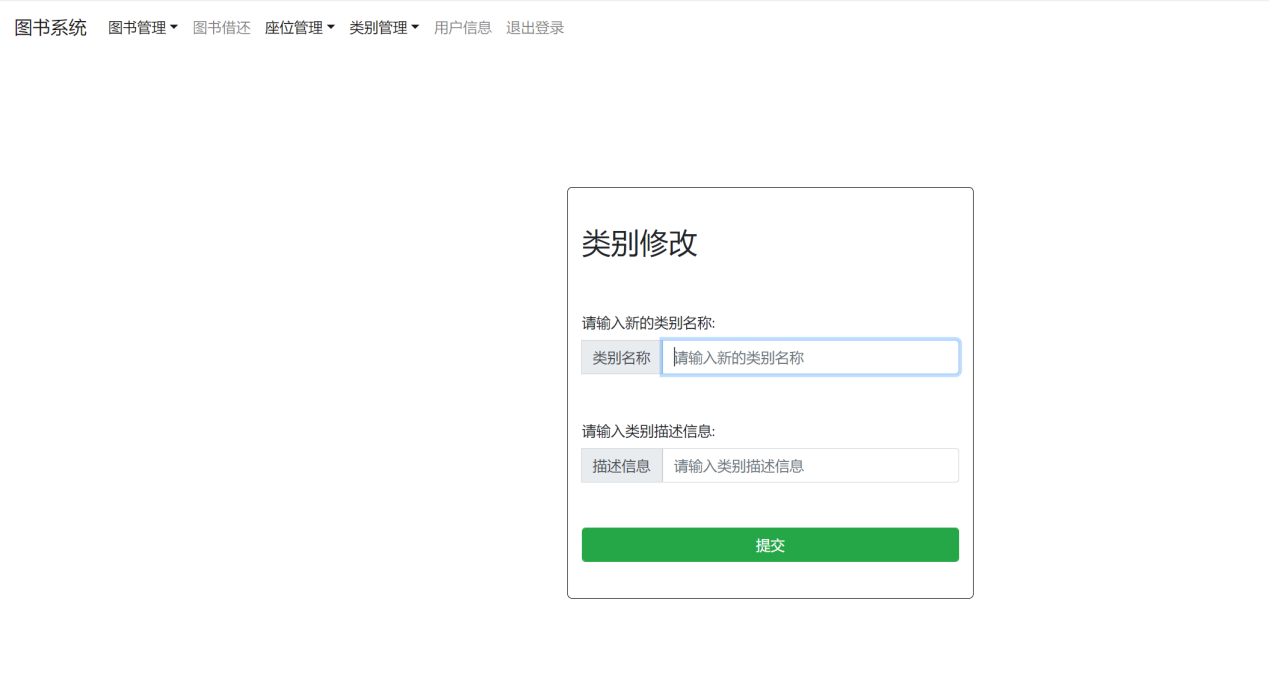 图书系统 图书管理 图书借还 座位管理 类别管理 用户信息 退出登录
类别修改
请输入新的类别名称:
类别名称 请输入新的类别名称
请输入类别描述信息:
描述信息 请输入类别描述信息
提交